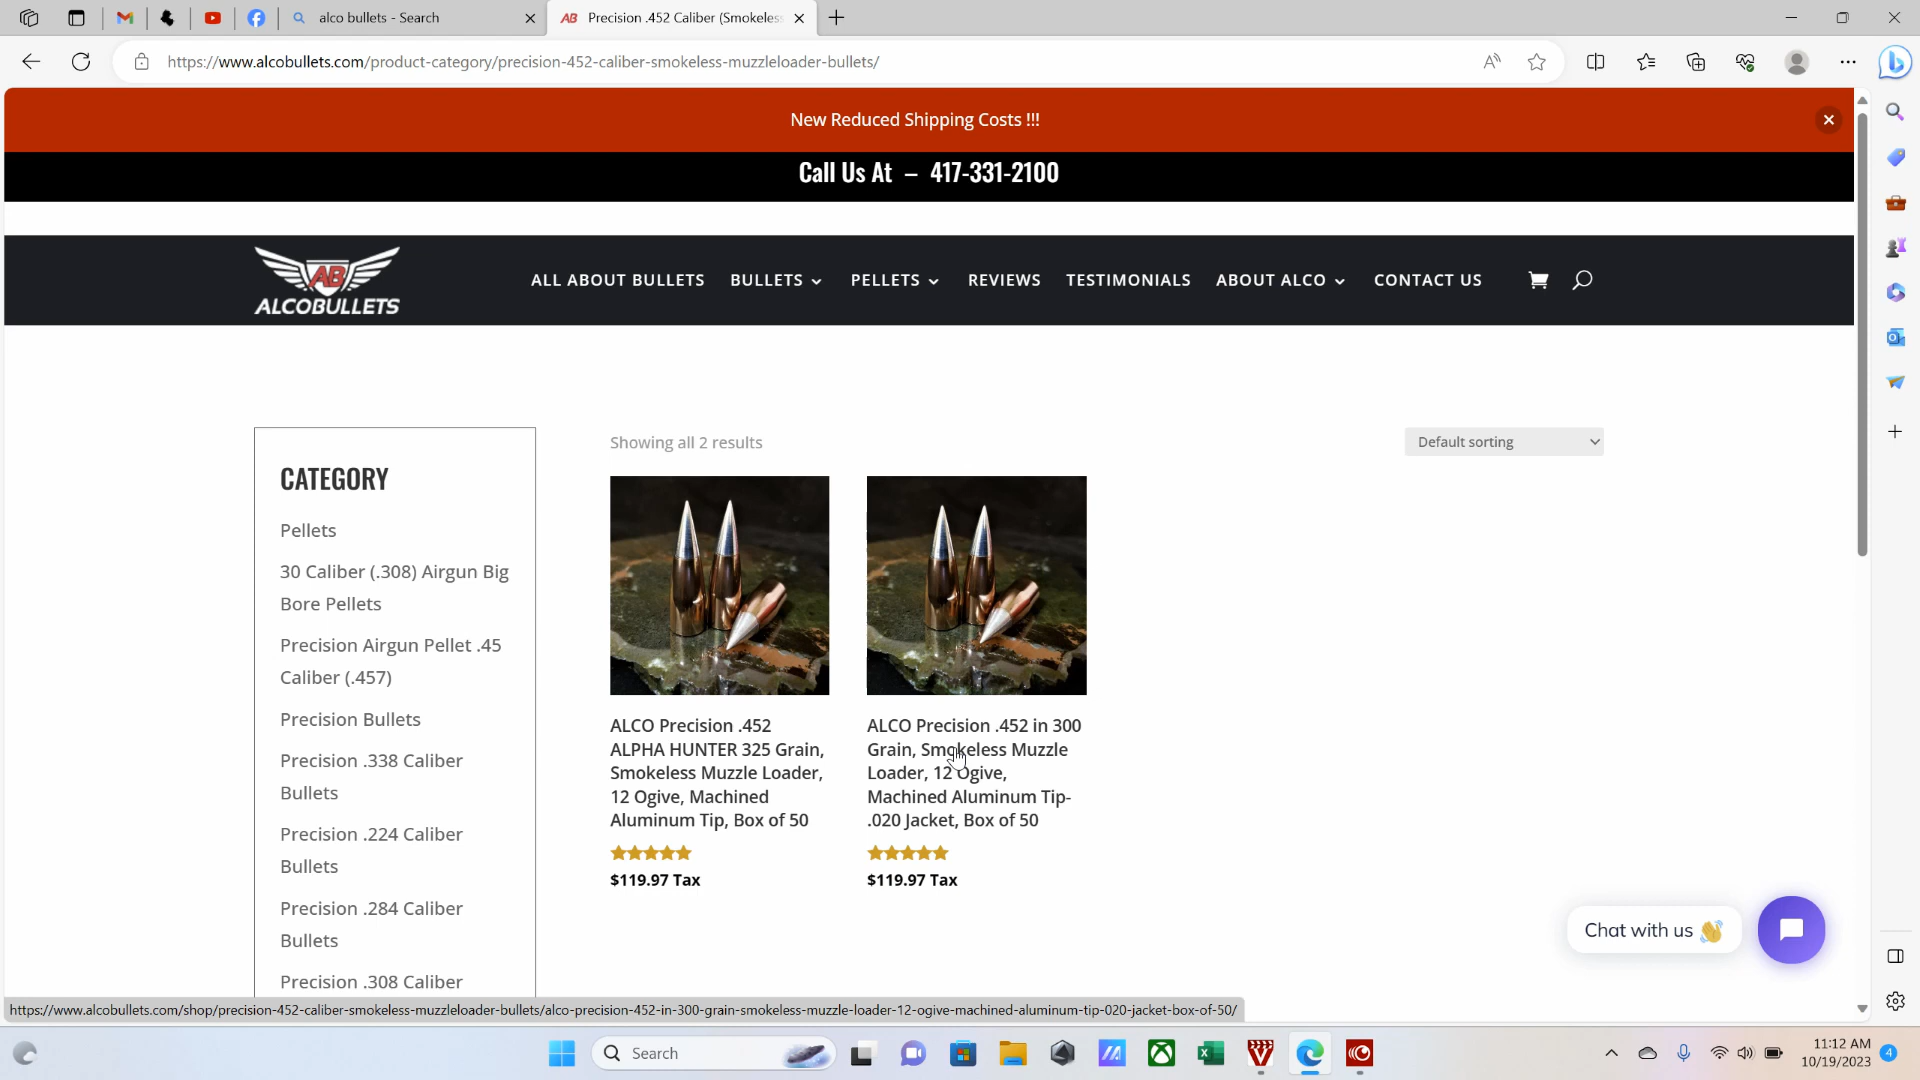 alco bullets - Search
AB Precision .452 Caliber (Smokeles
https://www.alcobullets.com/product-category/precision-452-caliber-smokeless-muzzleloader-bullets/
New Reduced Shipping Costs !!!
Call Us At – 417-331-2100
AB
ALCOBULLETS
ALL ABOUT BULLETS
BULLETS
PELLETS
REVIEWS
TESTIMONIALS
ABOUT ALCO
CONTACT US
CATEGORY
Pellets
30 Caliber (.308) Airgun Big
Bore Pellets
Precision Airgun Pellet .45
Caliber (.457)
Precision Bullets
Precision .338 Caliber
Bullets
Precision .224 Caliber
Bullets
Precision .284 Caliber
Bullets
Precision .308 Caliber
Showing all 2 results
Default sorting
ALCO Precision .452
ALPHA HUNTER 325 Grain,
Smokeless Muzzle Loader,
12 Ogive, Machined
Aluminum Tip, Box of 50
$119.97 Tax
ALCO Precision .452 in 300
Grain, Smokeless Muzzle
Loader, 12 Ogive,
Machined Aluminum Tip-
.020 Jacket, Box of 50
$119.97 Tax
Chat with us 👋
https://www.alcobullets.com/shop/precision-452-caliber-smokeless-muzzleloader-bullets/alco-precision-452-in-300-grain-smokeless-muzzle-loader-12-ogive-machined-aluminum-tip-020-jacket-box-of-50/
Search
11:12 AM
10/19/2023
4